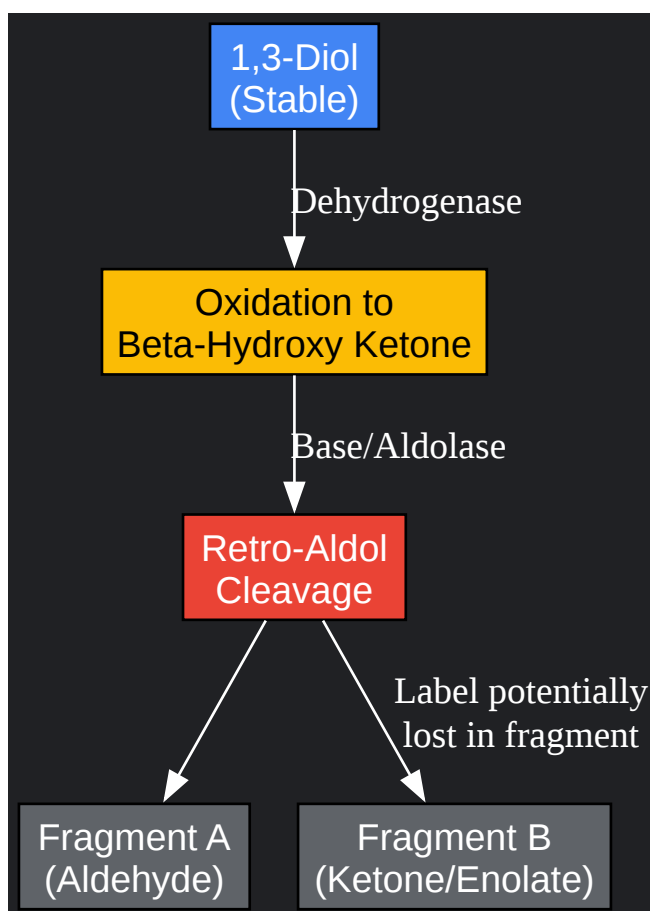 1,3-Diol
(Stable)
Dehydrogenase
Oxidation to
Beta-Hydroxy Ketone
Base/Aldolase
Retro-Aldol
Cleavage
Label potentially
lost in fragment
Fragment A
(Aldehyde)
Fragment B
(Ketone/Enolate)